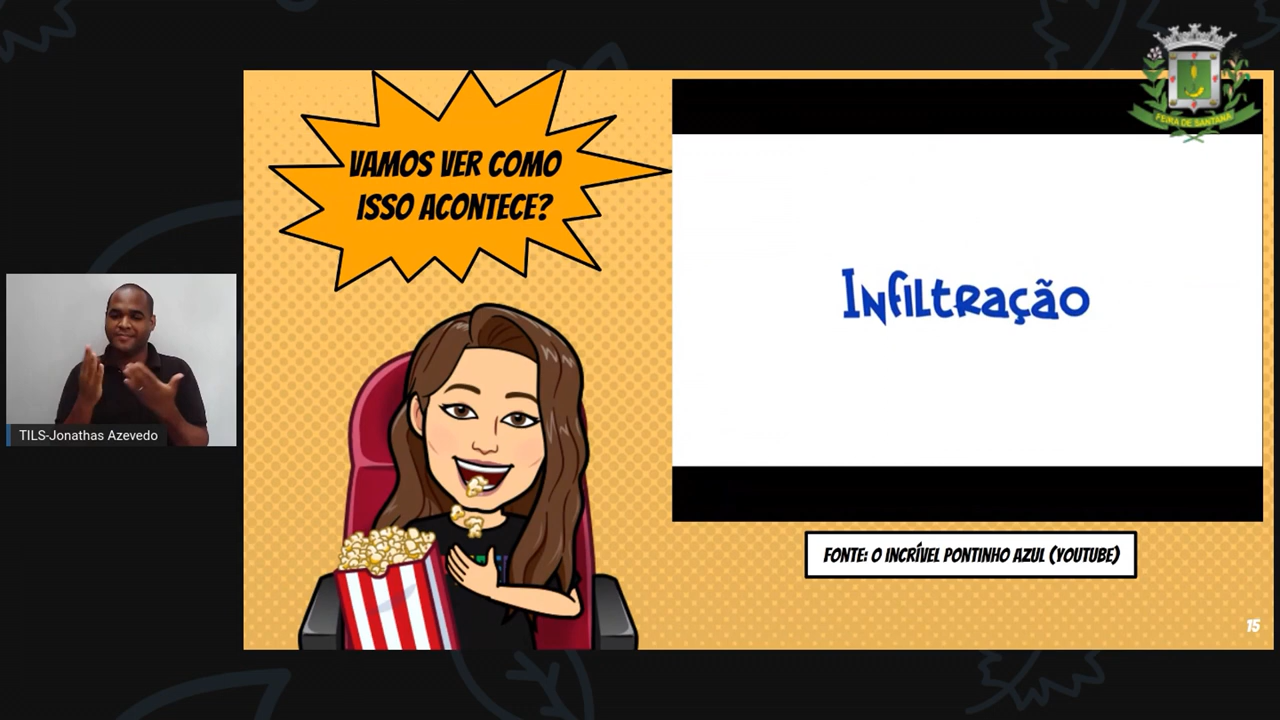 VAMOS VER COMO
ISSO ACONTECE?
FEIRA DE SANTANA
Infiltração
TILS-Jonathas Azevedo
FONTE: O INCRÍVEL PONTINHO AZUL (YOUTUBE)
15